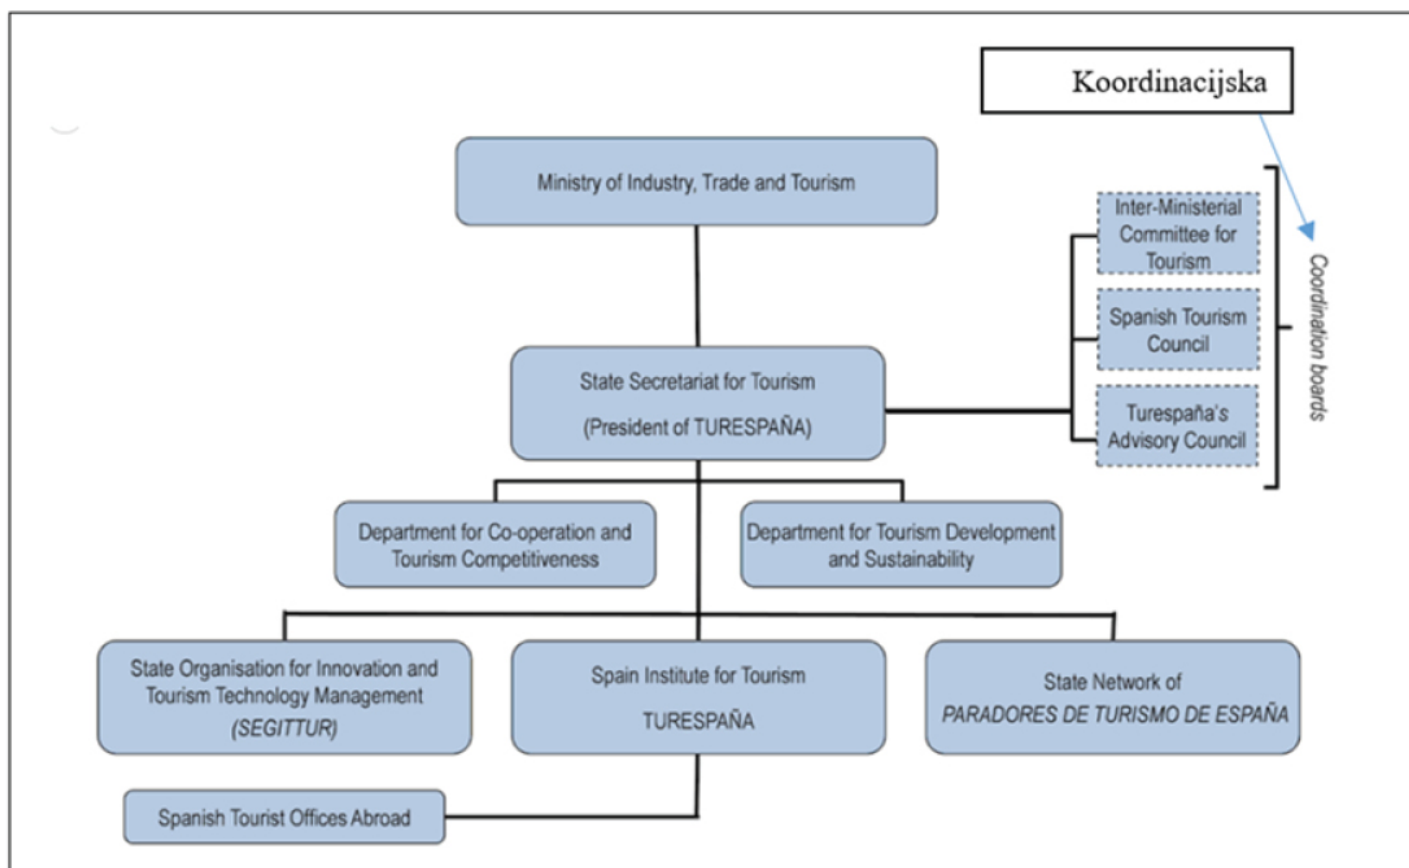 Koordinacijska
Ministry of Industry, Trade and Tourism
Inter-Ministerial
Committee for
Tourism
Spanish Tourism
Council
Turespaña's
Advisory Council
Coordination boards
State Secretariat for Tourism
(President of TURESPAÑA)
Department for Co-operation and
Tourism Competitiveness
Department for Tourism Development
and Sustainability
State Organisation for Innovation and
Tourism Technology Management
(SEGITTUR)
Spain Institute for Tourism
TURESPAÑA
State Network of
PARADORES DE TURISMO DE ESPAÑA
Spanish Tourist Offices Abroad